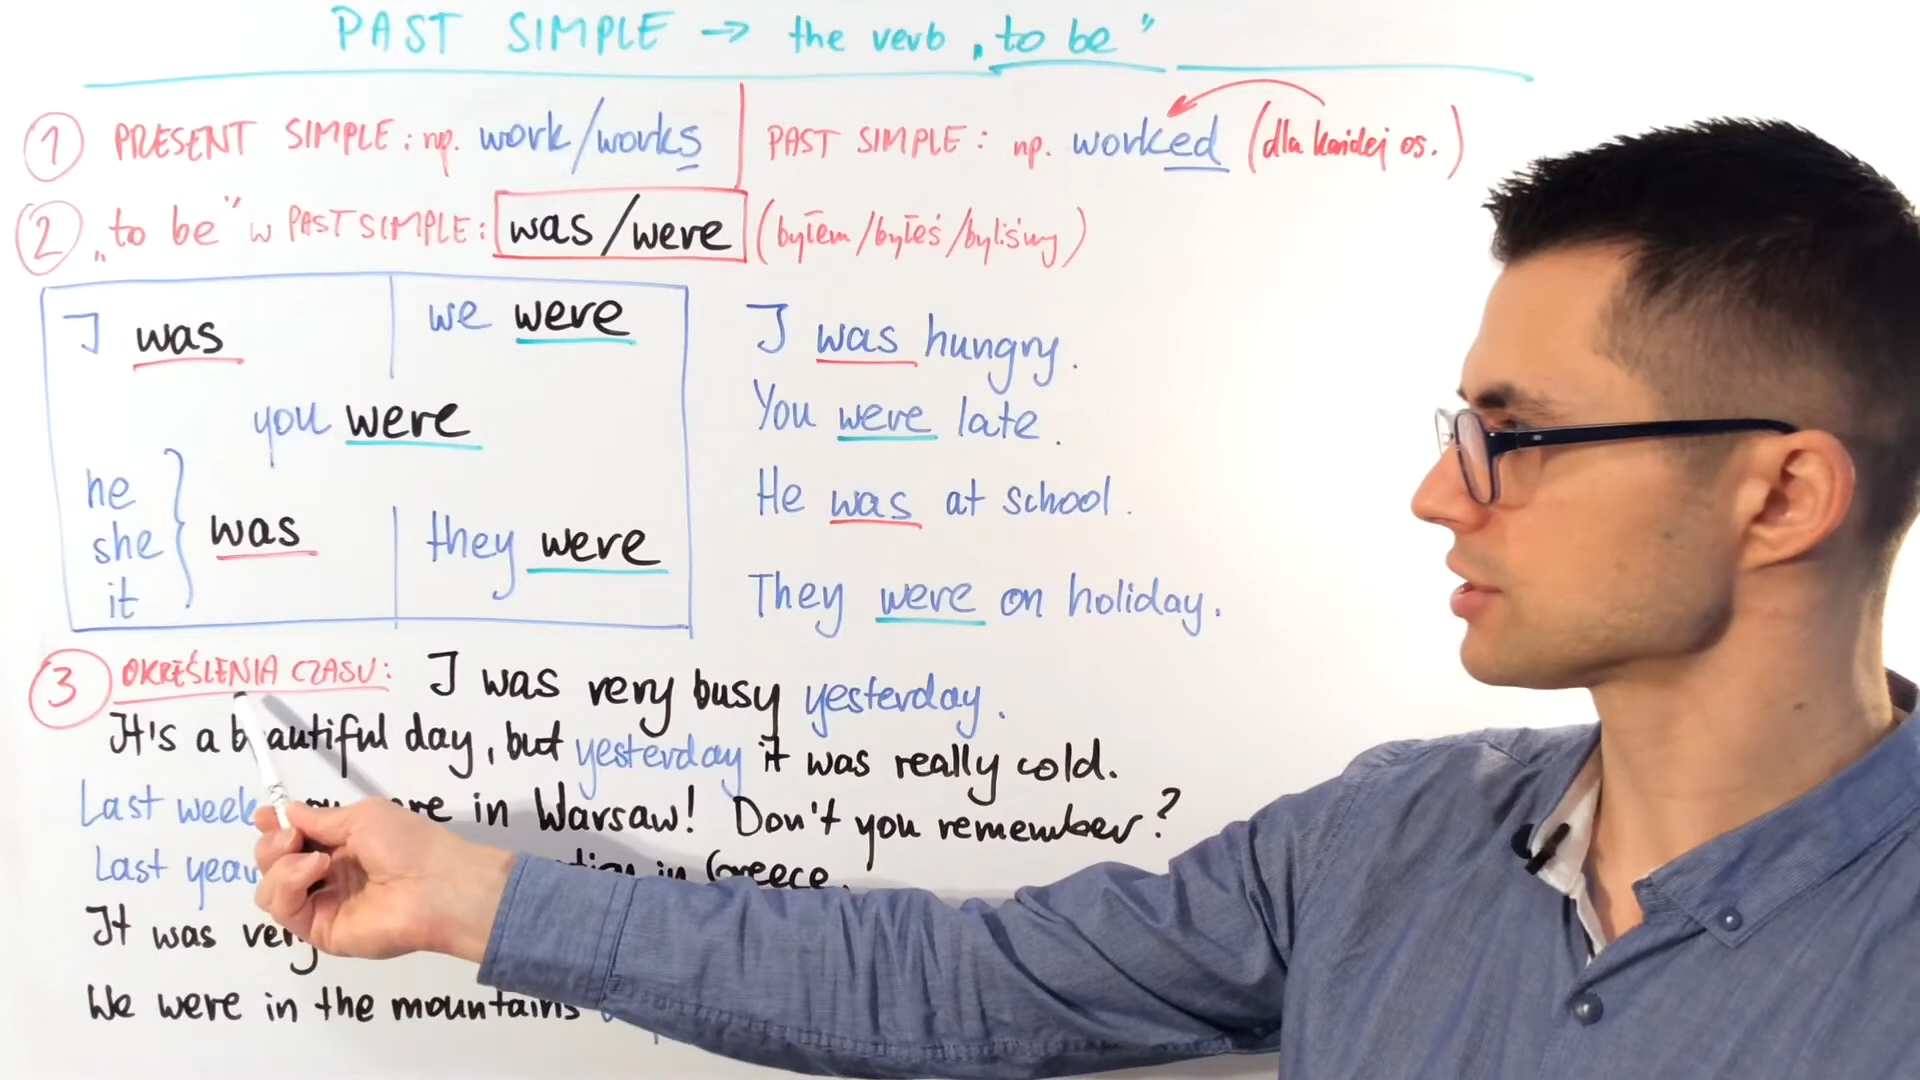 PAST SIMPLE → the verb „to be"
① PRESENT SIMPLE: np. work/works | PAST SIMPLE: np. worked (dla każdej os.)
② „to be" w PAST SIMPLE: was/were (byłem/byłeś/byliśmy)
I was
we were
you were
he
she
it
was
they were
I was hungry.
You were late.
He was at school.
They were on holiday.
③ OKREŚLENIA CZASU: I was very busy yesterday.
It's a beautiful day, but yesterday it was really cold.
Last week in Warsaw! Don't you remember?
Last year in Greece.
It was very
We were in the mountains